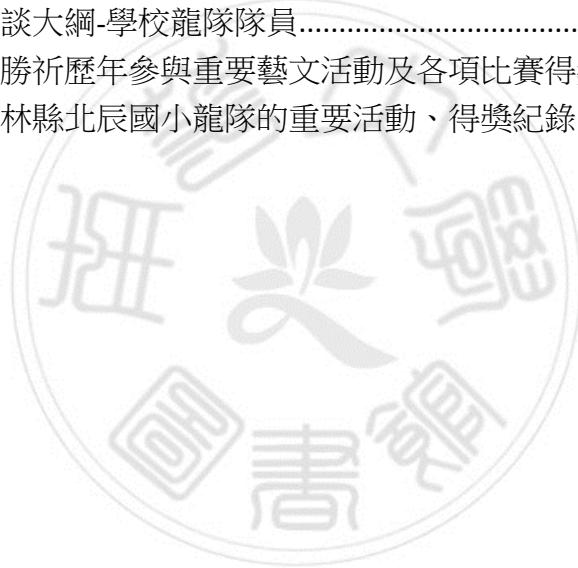 談大綱-學校龍隊隊員..................................
勝祈歷年參與重要藝文活動及各項比賽得
林縣北辰國小龍隊的重要活動、得獎紀錄
書